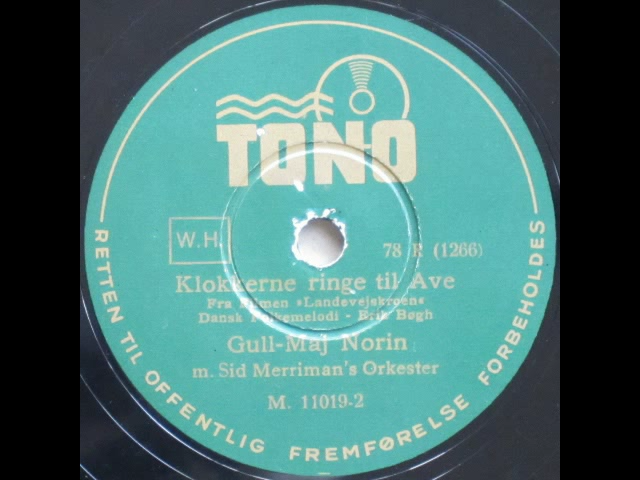 TONO
W.H.
78 R (1266)
Klokkerne ringe til Ave
Fra Filmen »Landevejskroen«
Dansk Folkemelodi - Erik Bøgh
Gull-Maj Norin
m. Sid Merriman's Orkester
M. 11019-2
RETTEN TIL OFFENTLIG FREMFØRELSE FORBEHOLDES